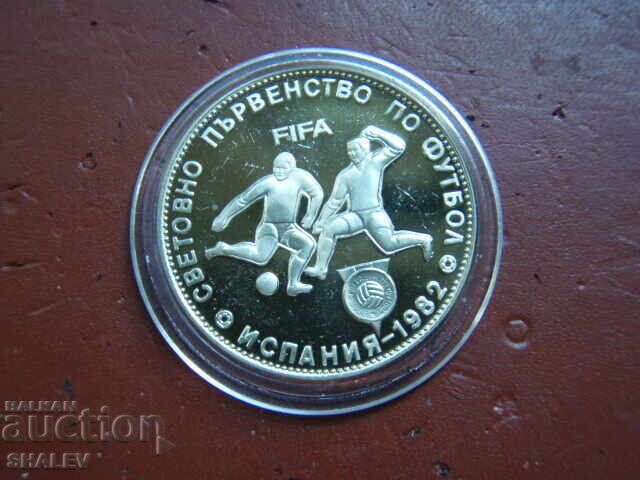 СВЕТОВНО ПЪРВЕНСТВО ПО ФУТБОЛ
FIFA
ИСПАНИЯ-1982
BALKAN
auction
SHALEV